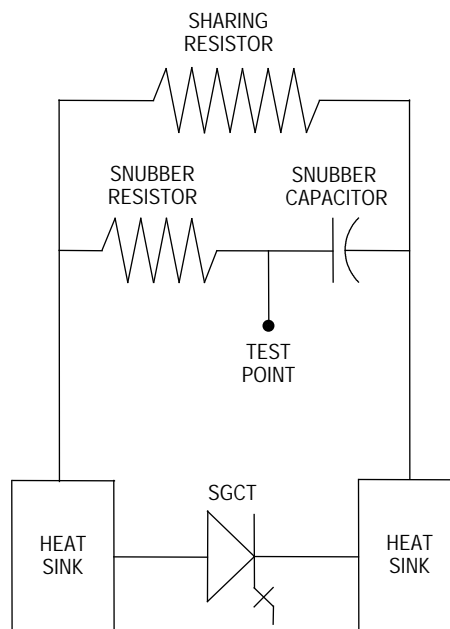 SHARING
RESISTOR
SNUBBER
RESISTOR
SNUBBER
CAPACITOR
TEST
POINT
SGCT
HEAT
SINK
HEAT
SINK